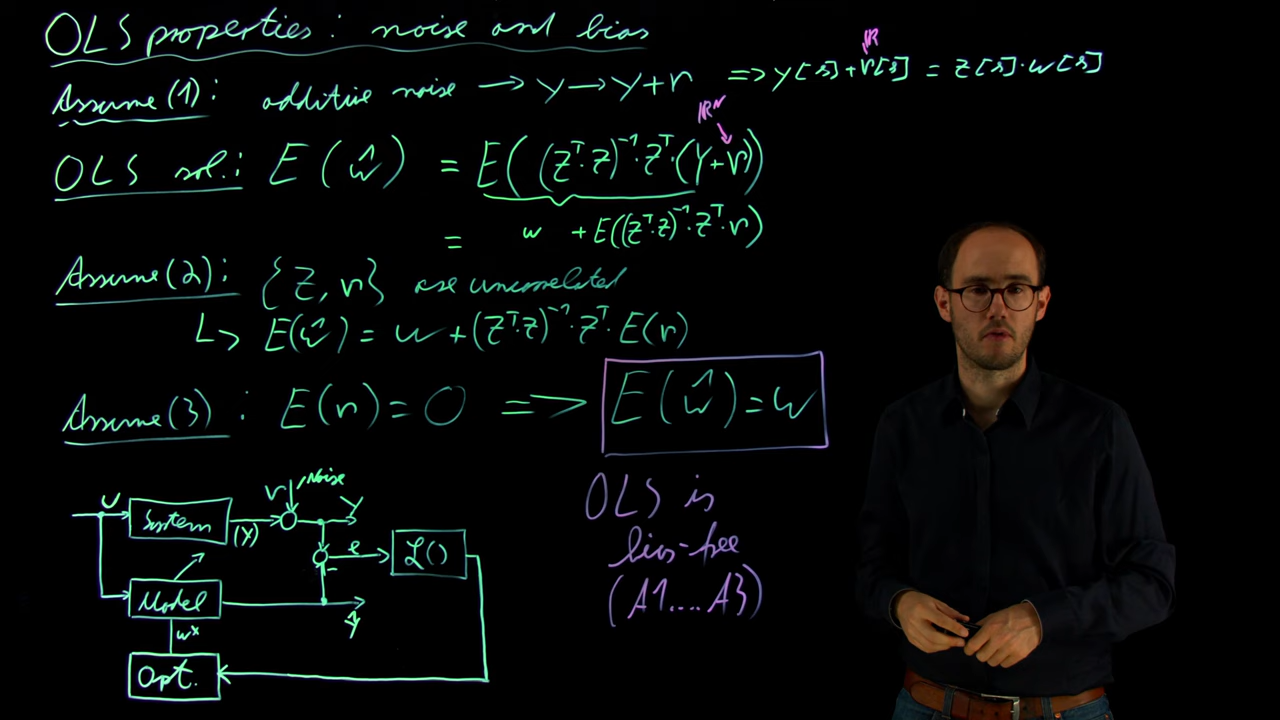 OLS properties: noise and bias
Assume (1): additive noise → y → y + r ⇒ y[s] + r[s] = z[s]·w[s]
ℝ
ℝᴺ
OLS sol.: E(ŵ) = E((Zᵀ·Z)⁻¹·Zᵀ·(y + r))
= w + E((Zᵀ·Z)⁻¹·Zᵀ·r)
Assume (2): {Z, r} are uncorrelated
↳ E(ŵ) = w + (Zᵀ·Z)⁻¹·Zᵀ·E(r)
Assume (3): E(r) = 0 ⇒ E(ŵ) = w
OLS is
bias-free
(A1....A3)
r Noise
U System (X) y
e ℒ()
-
Model ŷ
w*
Opt.